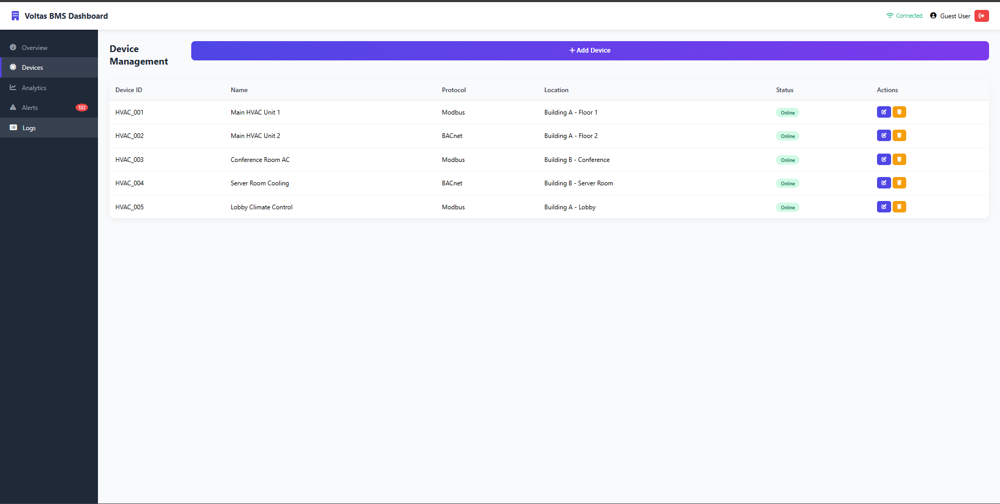 Voltas BMS Dashboard
Connected
Guest User
Overview
Devices
Analytics
Alerts
182
Logs
Device
Management
+ Add Device
Device ID Name Protocol Location Status Actions
HVAC_001 Main HVAC Unit 1 Modbus Building A - Floor 1 Online
HVAC_002 Main HVAC Unit 2 BACnet Building A - Floor 2 Online
HVAC_003 Conference Room AC Modbus Building B - Conference Online
HVAC_004 Server Room Cooling BACnet Building B - Server Room Online
HVAC_005 Lobby Climate Control Modbus Building A - Lobby Online